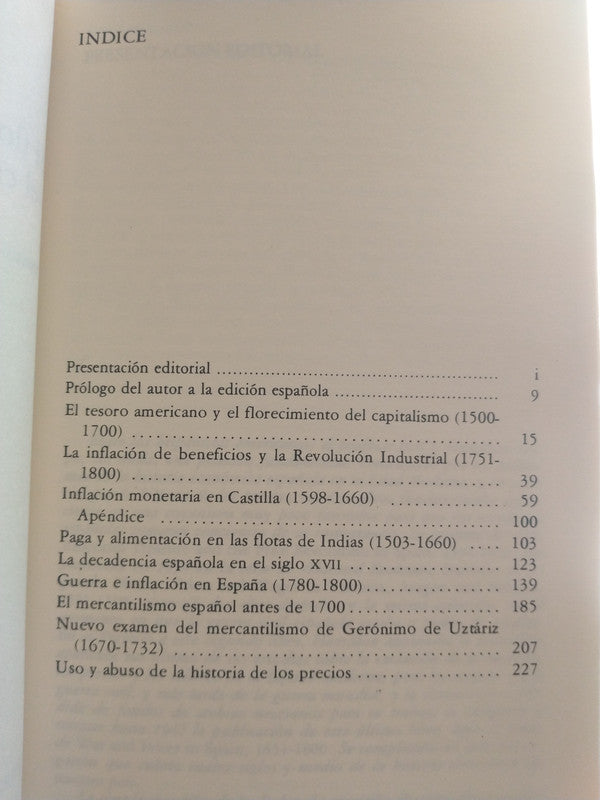 INDICE
Presentación editorial ........................................ i
Prólogo del autor a la edición española ....................... 9
El tesoro americano y el florecimiento del capitalismo (1500-
1700) ........................................ 15
La inflación de beneficios y la Revolución Industrial (1751-
1800) ........................................ 39
Inflación monetaria en Castilla (1598-1660) .............. 59
Apéndice ........................................ 100
Paga y alimentación en las flotas de Indias (1503-1660) .... 103
La decadencia española en el siglo XVII .................. 123
Guerra e inflación en España (1780-1800) ................. 139
El mercantilismo español antes de 1700 ................... 185
Nuevo examen del mercantilismo de Gerónimo de Uztáriz
(1670-1732) ........................................ 207
Uso y abuso de la historia de los precios .................. 227